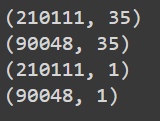 (210111, 35)
(90048, 35)
(210111, 1)
(90048, 1)